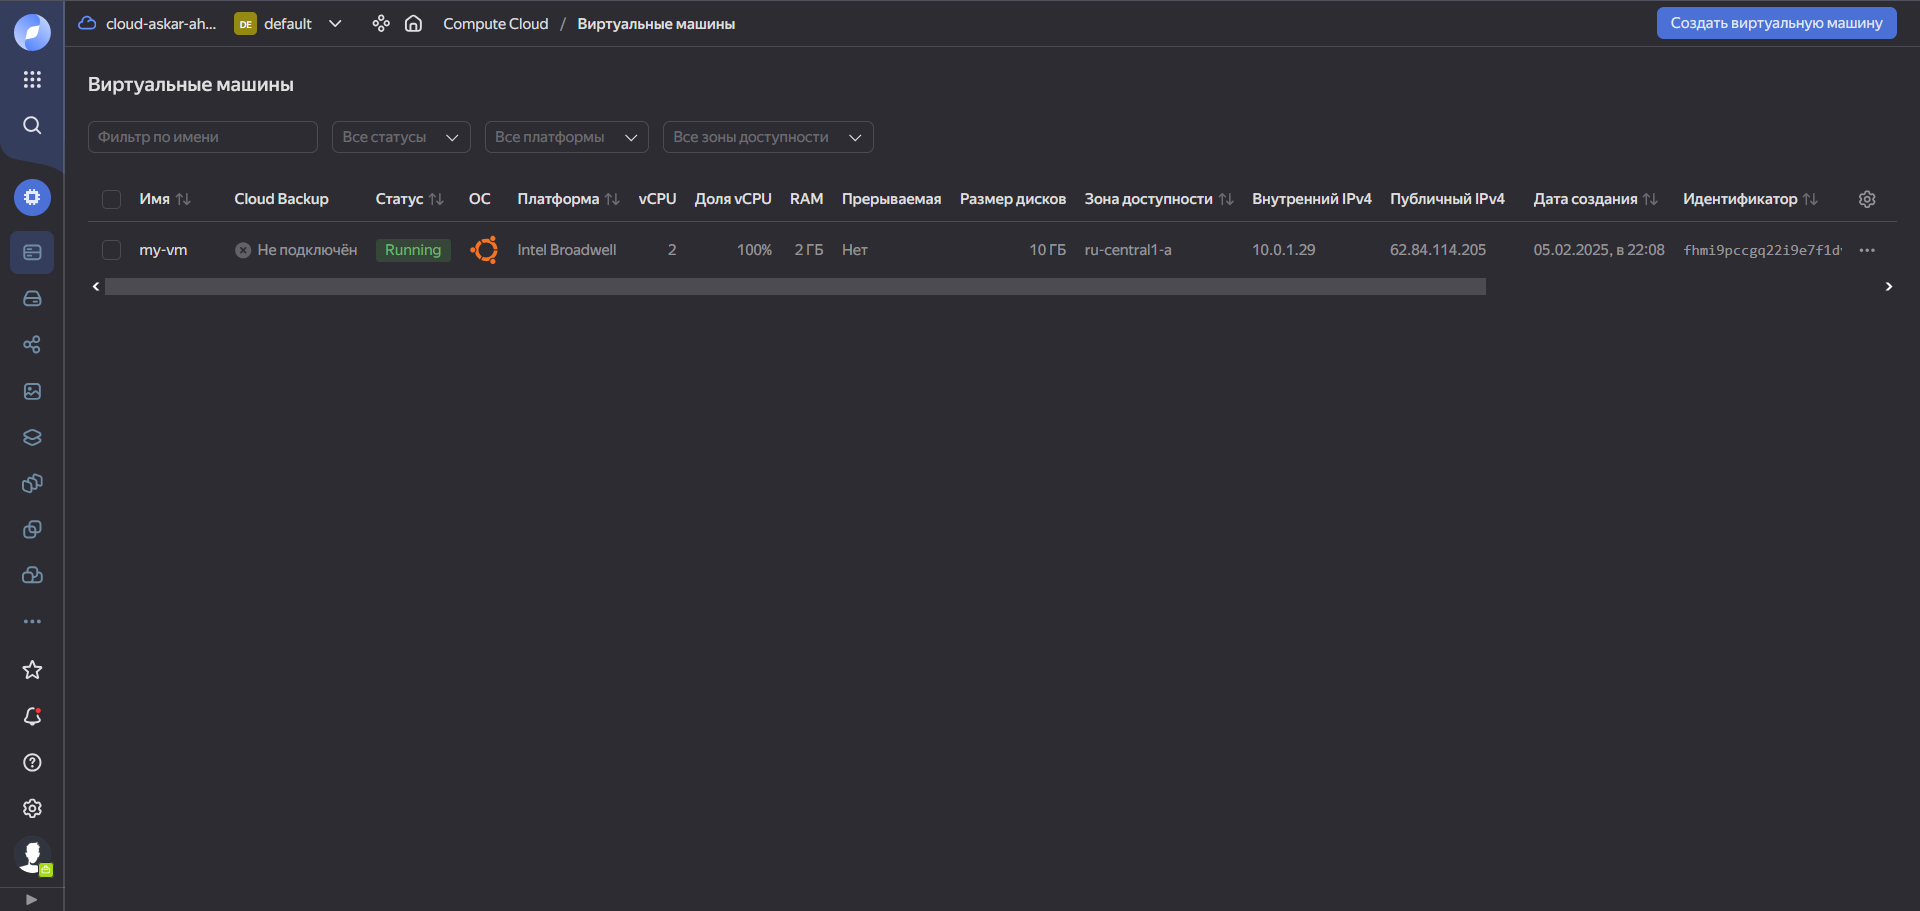 cloud-askar-ah... DE default Compute Cloud / Виртуальные машины Создать виртуальную машину
Виртуальные машины
Фильтр по имени Все статусы Все платформы Все зоны доступности
Имя Cloud Backup Статус ОС Платформа vCPU Доля vCPU RAM Прерываемая Размер дисков Зона доступности Внутренний IPv4 Публичный IPv4 Дата создания Идентификатор
my-vm Не подключён Running Intel Broadwell 2 100% 2 ГБ Нет 10 ГБ ru-central1-a 10.0.1.29 62.84.114.205 05.02.2025, в 22:08 fhmi9pccgq22i9e7f1d